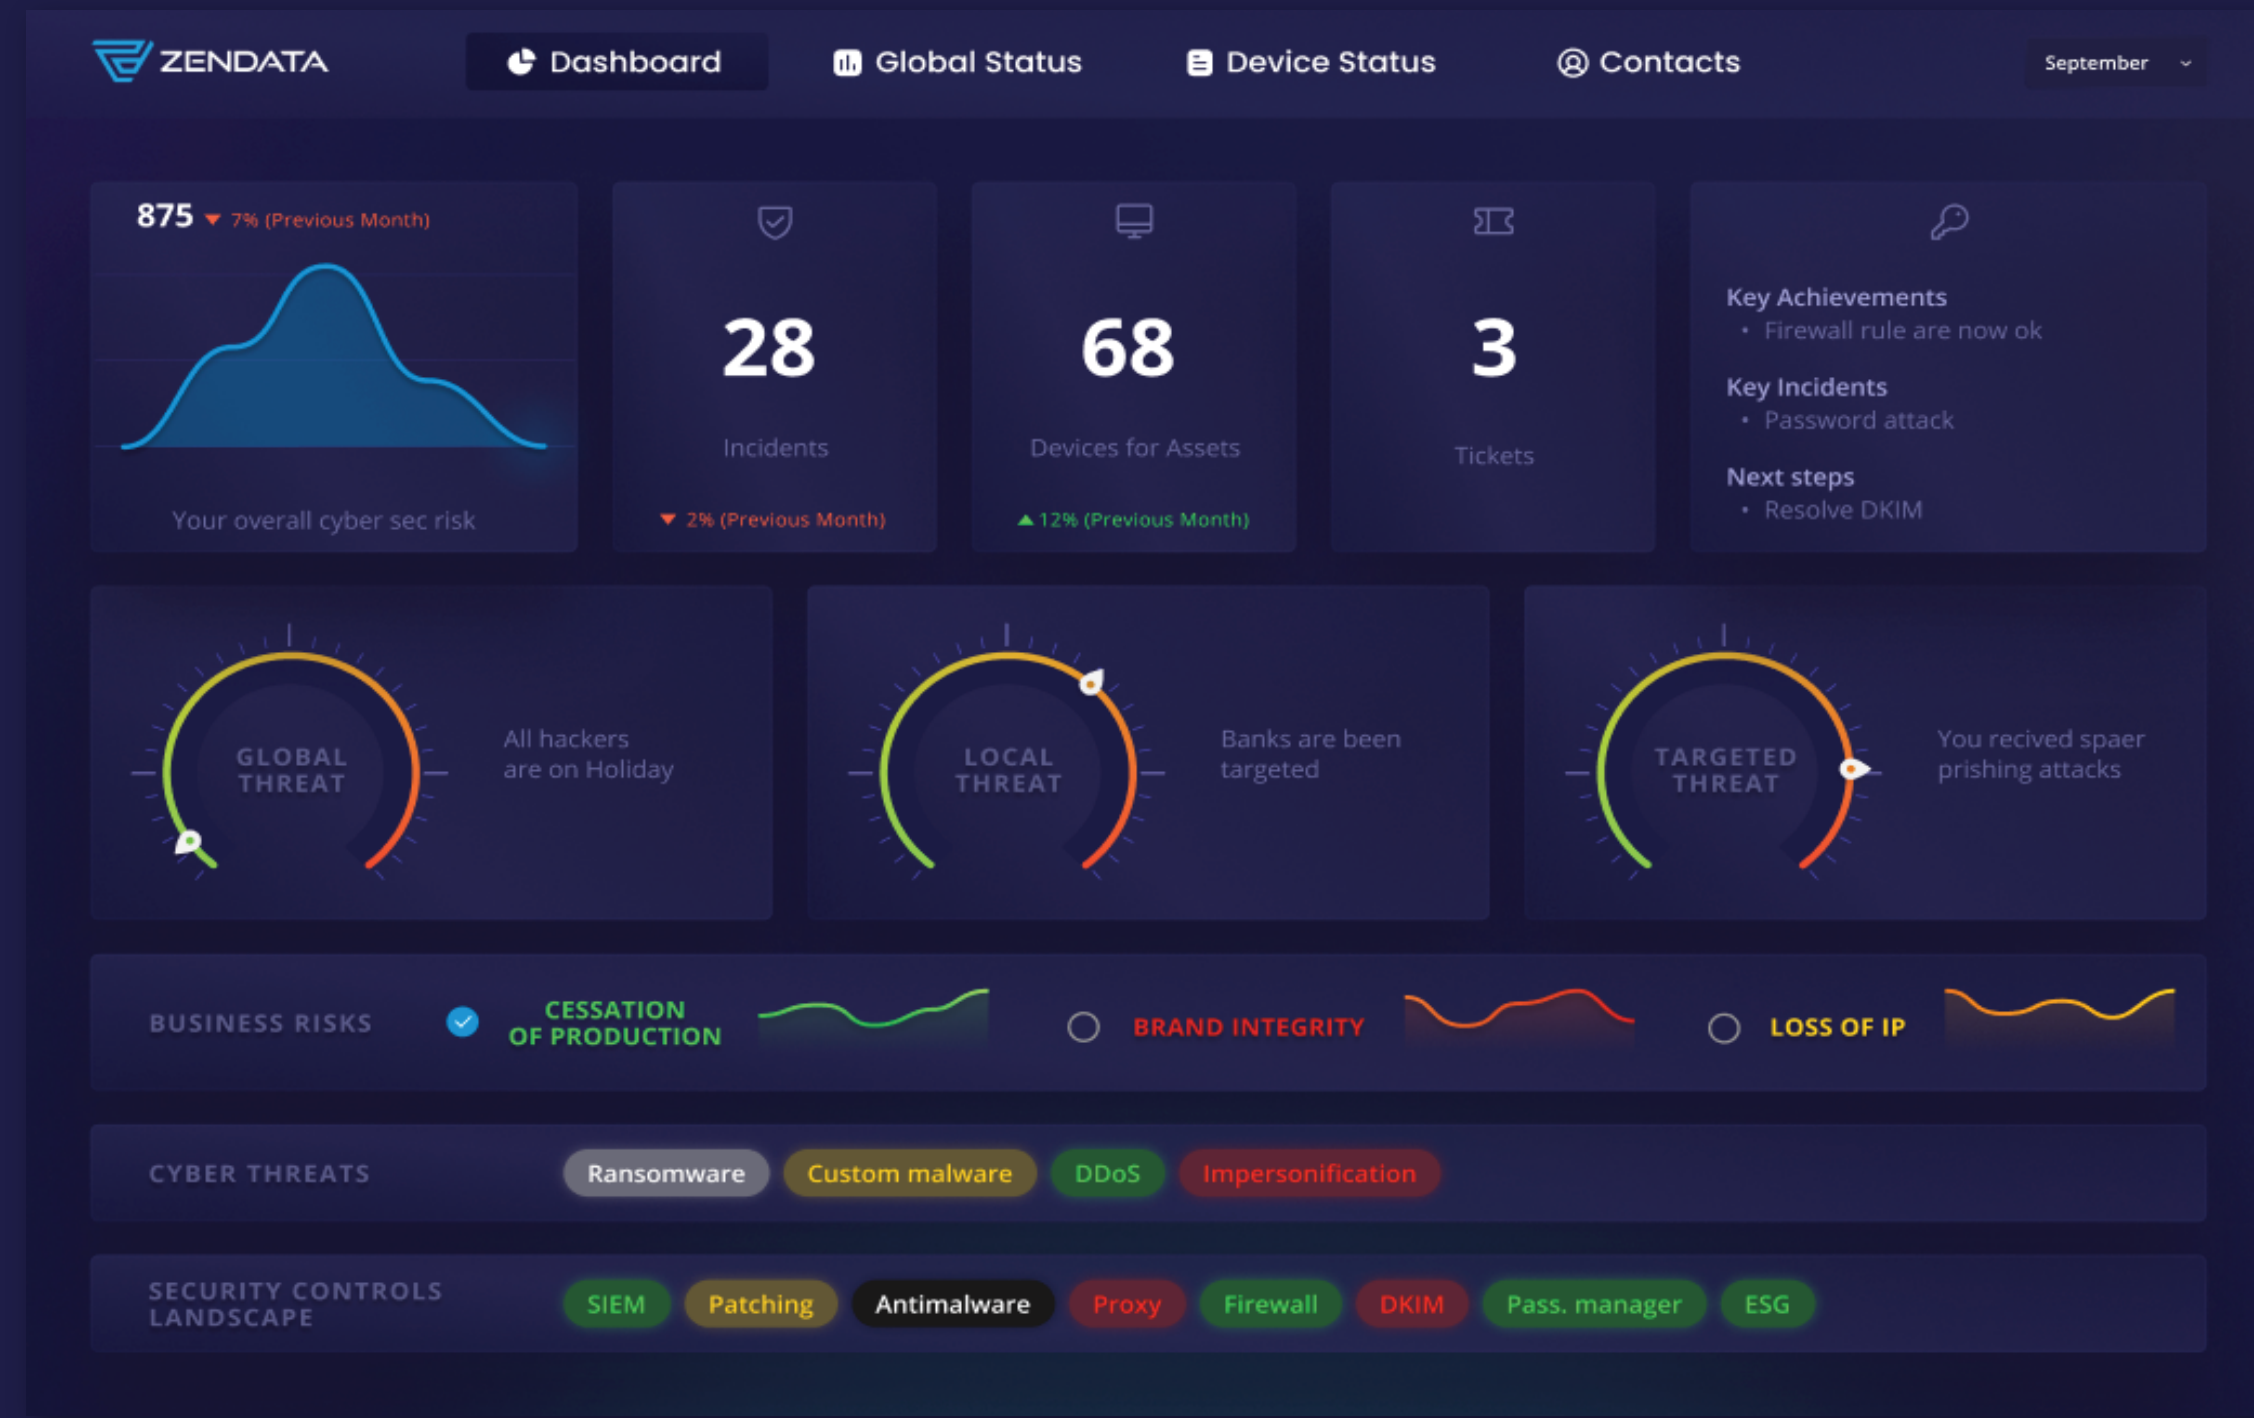 ZENDATA
Dashboard
Global Status
Device Status
Contacts
September
875 ▼ 7% (Previous Month)
Your overall cyber sec risk
28
Incidents
▼ 2% (Previous Month)
68
Devices for Assets
▲ 12% (Previous Month)
3
Tickets
Key Achievements
• Firewall rule are now ok
Key Incidents
• Password attack
Next steps
• Resolve DKIM
GLOBAL
THREAT
All hackers
are on Holiday
LOCAL
THREAT
Banks are been
targeted
TARGETED
THREAT
You recived spaer
prishing attacks
BUSINESS RISKS
CESSATION
OF PRODUCTION
BRAND INTEGRITY
LOSS OF IP
CYBER THREATS
Ransomware
Custom malware
DDoS
Impersonification
SECURITY CONTROLS
LANDSCAPE
SIEM
Patching
Antimalware
Proxy
Firewall
DKIM
Pass. manager
ESG